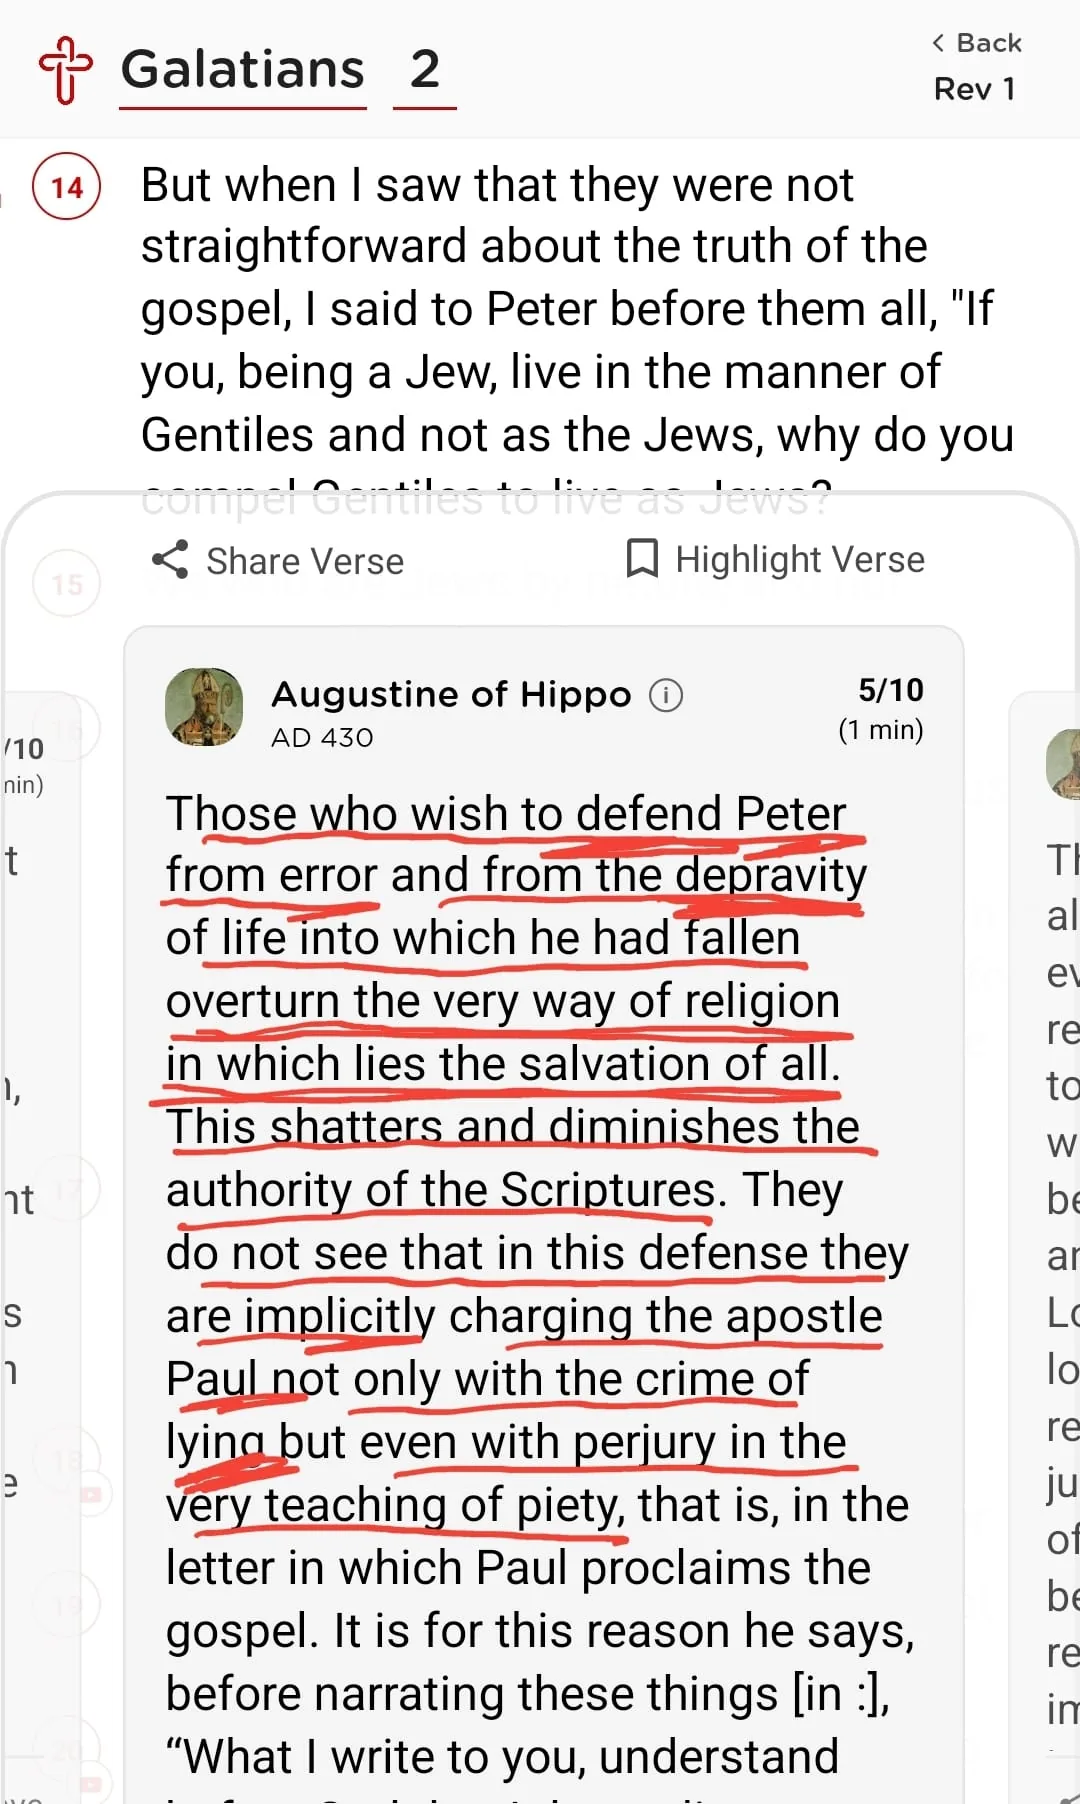 Galatians 2
< Back
Rev 1
14
But when I saw that they were not
straightforward about the truth of the
gospel, I said to Peter before them all, "If
you, being a Jew, live in the manner of
Gentiles and not as the Jews, why do you
compel Gentiles to live as Jews?
Share Verse
Highlight Verse
15
Augustine of Hippo
AD 430
5/10
(1 min)
Those who wish to defend Peter
from error and from the depravity
of life into which he had fallen
overturn the very way of religion
in which lies the salvation of all.
This shatters and diminishes the
authority of the Scriptures. They
do not see that in this defense they
are implicitly charging the apostle
Paul not only with the crime of
lying but even with perjury in the
very teaching of piety, that is, in the
letter in which Paul proclaims the
gospel. It is for this reason he says,
before narrating these things [in :],
“What I write to you, understand
16
/10
17
18
19
20